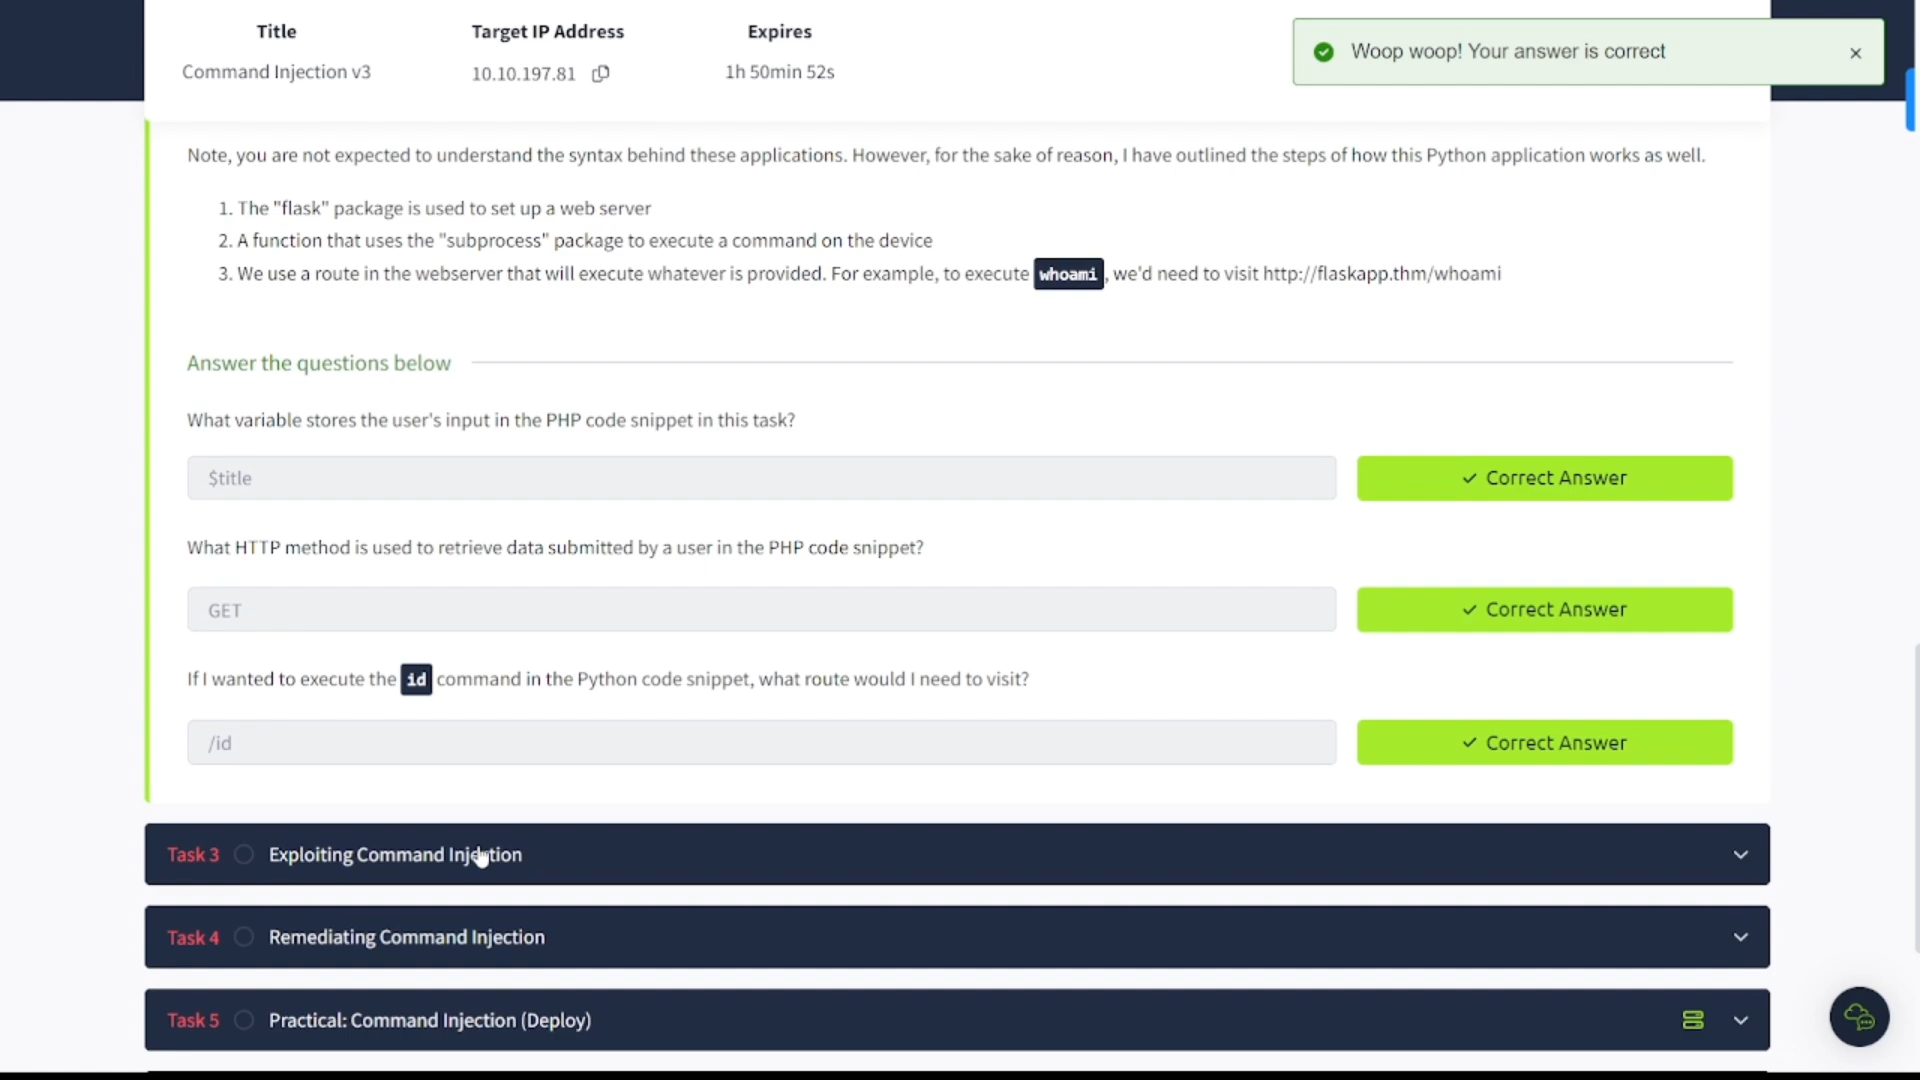 Title Target IP Address Expires
Command Injection v3 10.10.197.81 1h 50min 52s
Woop woop! Your answer is correct
Note, you are not expected to understand the syntax behind these applications. However, for the sake of reason, I have outlined the steps of how this Python application works as well.
1. The "flask" package is used to set up a web server
2. A function that uses the "subprocess" package to execute a command on the device
3. We use a route in the webserver that will execute whatever is provided. For example, to execute whoami, we'd need to visit http://flaskapp.thm/whoami
Answer the questions below
What variable stores the user's input in the PHP code snippet in this task?
$title ✓ Correct Answer
What HTTP method is used to retrieve data submitted by a user in the PHP code snippet?
GET ✓ Correct Answer
If I wanted to execute the id command in the Python code snippet, what route would I need to visit?
/id ✓ Correct Answer
Task 3 Exploiting Command Injection
Task 4 Remediating Command Injection
Task 5 Practical: Command Injection (Deploy)